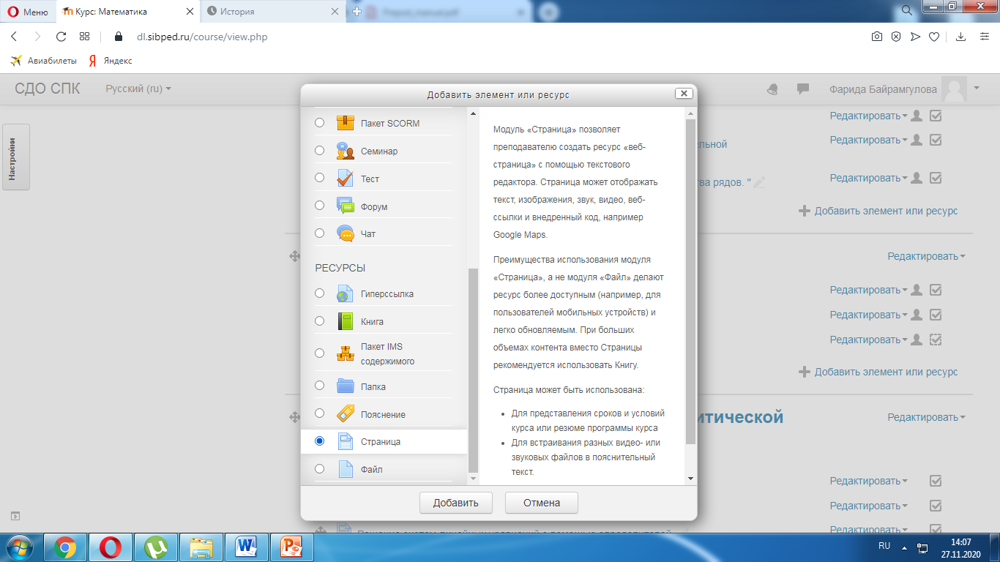 Меню
Курс: Математика
История
dl.sibped.ru/course/view.php
Авиабилеты
Яндекс
СДО СПК
Русский (ru)
Фарида Байрамгулова
Настройки
Добавить элемент или ресурс
Пакет SCORM
Семинар
Тест
Форум
Чат
РЕСУРСЫ
Гиперссылка
Книга
Пакет IMS
содержимого
Папка
Пояснение
Страница
Файл
Модуль «Страница» позволяет
преподавателю создать ресурс «веб-
страница» с помощью текстового
редактора. Страница может отображать
текст, изображения, звук, видео, веб-
ссылки и внедренный код, например
Google Maps.
Преимущества использования модуля
«Страница», а не модуля «Файл» делают
ресурс более доступным (например, для
пользователей мобильных устройств) и
легко обновляемым. При больших
объемах контента вместо Страницы
рекомендуется использовать Книгу.
Страница может быть использована:
Для представления сроков и условий
курса или резюме программы курса
Для встраивания разных видео- или
звуковых файлов в пояснительный
текст.
Добавить
Отмена
Редактировать
ельной
Редактировать
Редактировать
ва рядов. "
Добавить элемент или ресурс
Редактировать
Редактировать
Редактировать
Редактировать
Добавить элемент или ресурс
итической
Редактировать
Редактировать
Редактировать
Редактировать
RU
14:07
27.11.2020